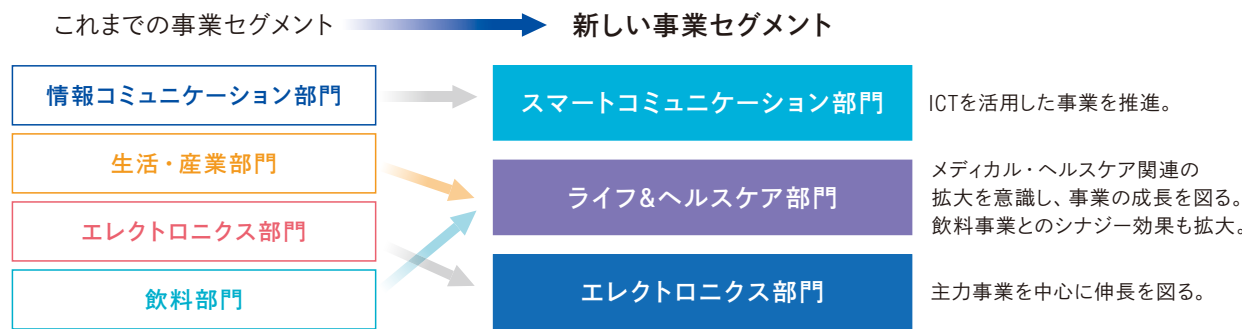 これまでの事業セグメント
新しい事業セグメント
情報コミュニケーション部門
生活・産業部門
エレクトロニクス部門
飲料部門
スマートコミュニケーション部門
ICTを活用した事業を推進。
ライフ&ヘルスケア部門
メディカル・ヘルスケア関連の
拡大を意識し、事業の成長を図る。
飲料事業とのシナジー効果も拡大。
エレクトロニクス部門
主力事業を中心に伸長を図る。